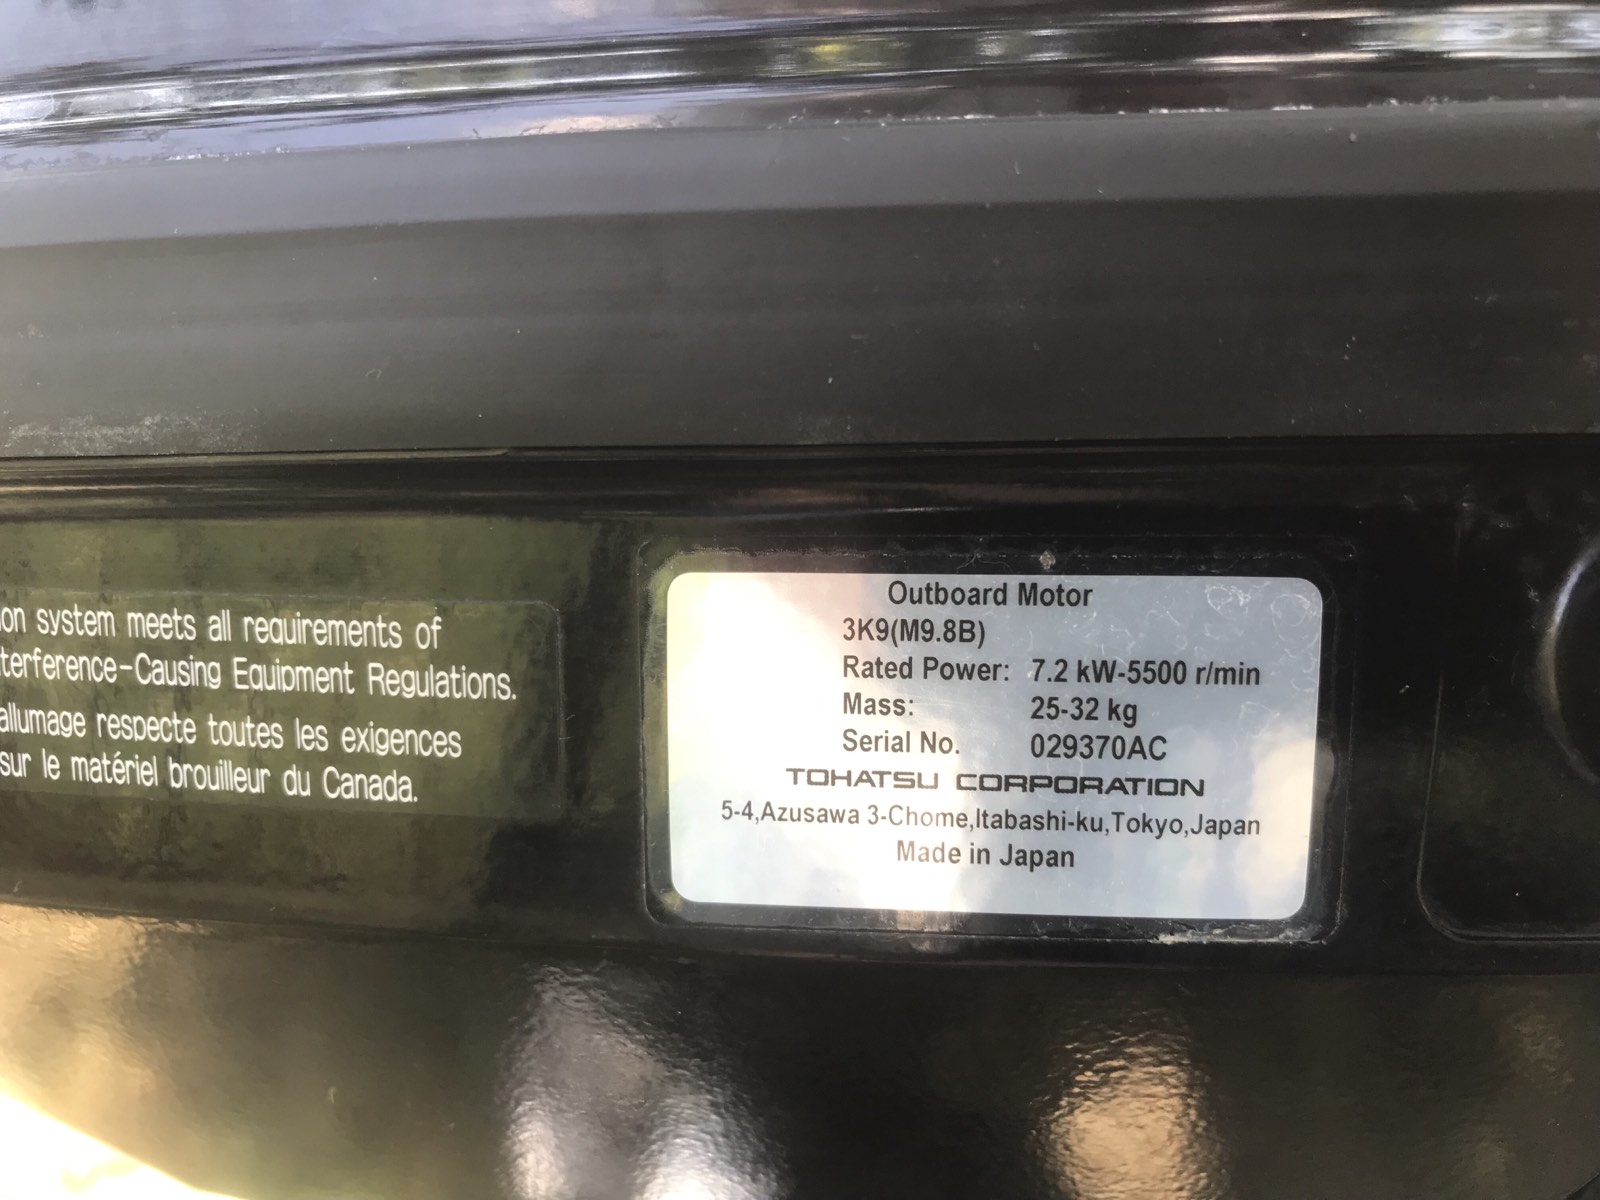 on system meets all requirements of
terference-Causing Equipment Regulations.
allumage respecte toutes les exigences
sur le matériel brouilleur du Canada.
Outboard Motor
3K9(M9.8B)
Rated Power: 7.2 kW-5500 r/min
Mass: 25-32 kg
Serial No. 029370AC
TOHATSU CORPORATION
5-4,Azusawa 3-Chome,Itabashi-ku,Tokyo,Japan
Made in Japan